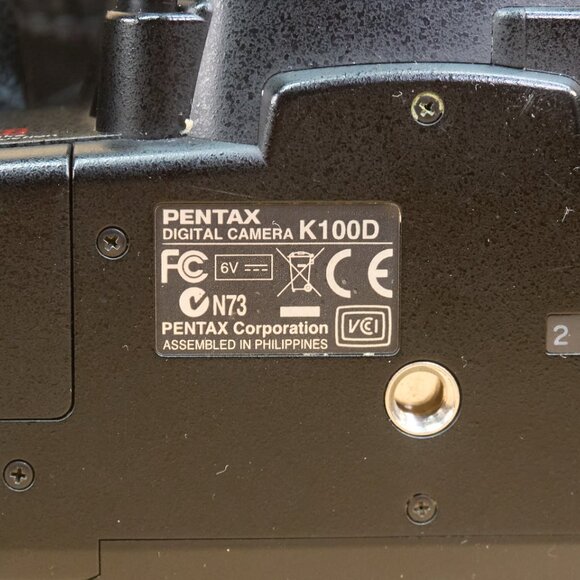 PENTAX
DIGITAL CAMERA K100D
FC 6V CE
N73
PENTAX Corporation VCI
ASSEMBLED IN PHILIPPINES
2